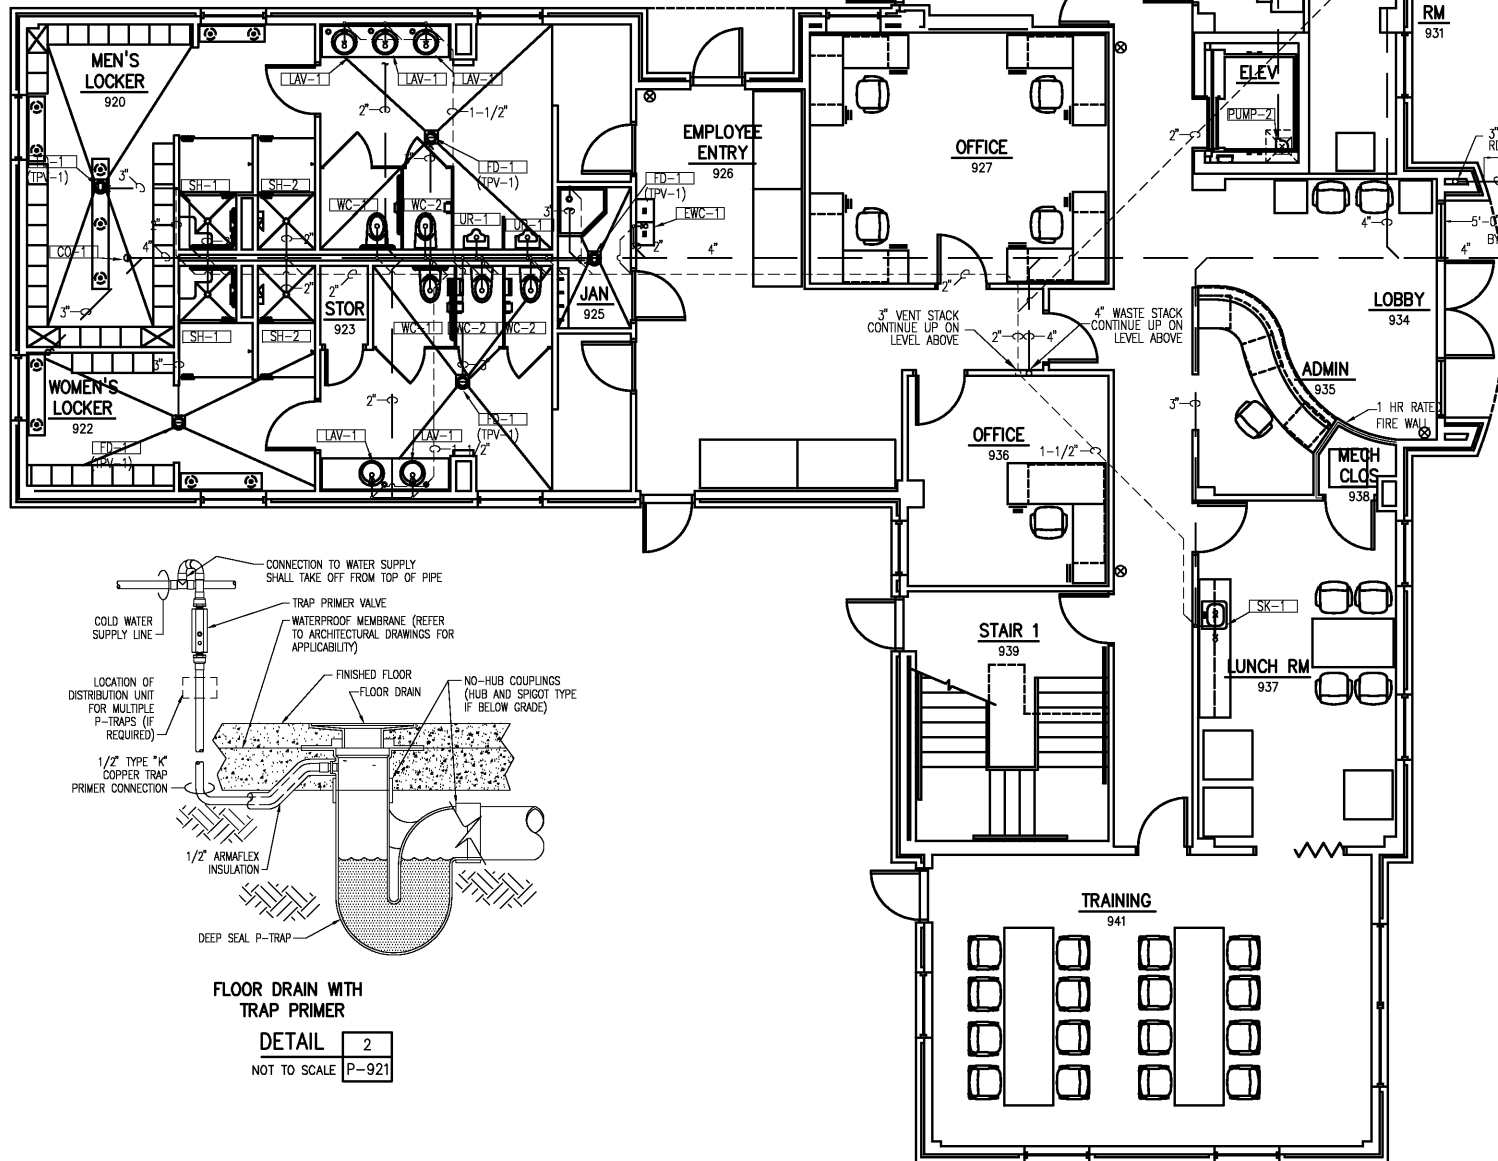 MEN'S
LOCKER
920
LAV-1
LAV-1
LAV-1
2"
1-1/2"
FD-1
(TPV-1)
FD-1
(TPV-1)
3"
SH-1
SH-2
WC-1
WC-2
UR-1
UR-1
2"
2"
CO-1
4"
3"
SH-1
SH-2
STOR
923
2"
WC-1
WC-2
WC-2
3"
JAN
925
FD-1
(TPV-1)
EWC-1
2"
4"
3"
WOMEN'S
LOCKER
922
FD-1
(TPV-1)
3"
2"
LAV-1
LAV-1
1-1/2"
FD-1
(TPV-1)
EMPLOYEE
ENTRY
926
OFFICE
927
2"
ELEV
PUMP-2
2"
RM
931
3"
4"
5'-0
BY
4"
LOBBY
934
3" VENT STACK
CONTINUE UP ON
LEVEL ABOVE
2"
4"
4" WASTE STACK
CONTINUE UP ON
LEVEL ABOVE
ADMIN
935
3"
1 HR RATED
FIRE WALL
MECH
CLOS
938
OFFICE
936
1-1/2"
STAIR 1
939
SK-1
LUNCH RM
937
TRAINING
941
CONNECTION TO WATER SUPPLY
SHALL TAKE OFF FROM TOP OF PIPE
TRAP PRIMER VALVE
COLD WATER
SUPPLY LINE
WATERPROOF MEMBRANE (REFER
TO ARCHITECTURAL DRAWINGS FOR
APPLICABILITY)
LOCATION OF
DISTRIBUTION UNIT
FOR MULTIPLE
P-TRAPS (IF
REQUIRED)
FINISHED FLOOR
FLOOR DRAIN
NO-HUB COUPLINGS
(HUB AND SPIGOT TYPE
IF BELOW GRADE)
1/2" TYPE "K"
COPPER TRAP
PRIMER CONNECTION
1/2" ARMAFLEX
INSULATION
DEEP SEAL P-TRAP
FLOOR DRAIN WITH
TRAP PRIMER
DETAIL 2
NOT TO SCALE P-921